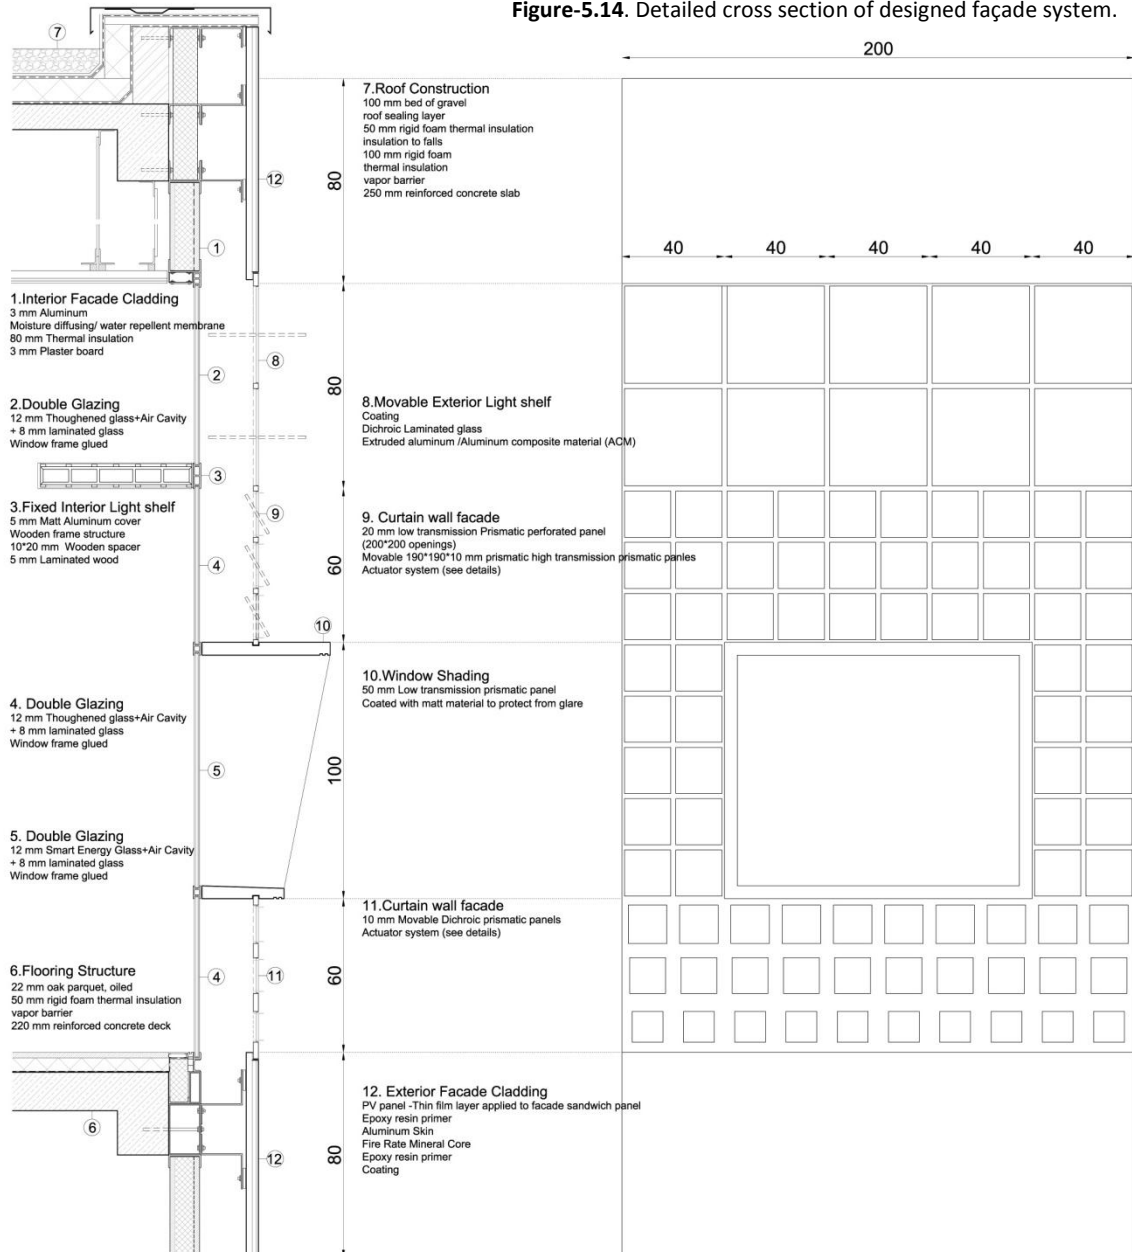 Figure-5.14. Detailed cross section of designed façade system.
7
200
7.Roof Construction
100 mm bed of gravel
roof sealing layer
50 mm rigid foam thermal insulation
insulation to falls
100 mm rigid foam
thermal insulation
vapor barrier
250 mm reinforced concrete slab
12
80
1
40 40 40 40 40
1.Interior Facade Cladding
3 mm Aluminum
Moisture diffusing/ water repellent membrane
80 mm Thermal insulation
3 mm Plaster board
8
2
80
2.Double Glazing
12 mm Thoughened glass+Air Cavity
+ 8 mm laminated glass
Window frame glued
8.Movable Exterior Light shelf
Coating
Dichroic Laminated glass
Extruded aluminum /Aluminum composite material (ACM)
3
3.Fixed Interior Light shelf
5 mm Matt Aluminum cover
Wooden frame structure
10*20 mm Wooden spacer
5 mm Laminated wood
9
4
60
9. Curtain wall facade
20 mm low transmission Prismatic perforated panel
(200*200 openings)
Movable 190*190*10 mm prismatic high transmission prismatic panles
Actuator system (see details)
10
10.Window Shading
50 mm Low transmission prismatic panel
Coated with matt material to protect from glare
4. Double Glazing
12 mm Thoughened glass+Air Cavity
+ 8 mm laminated glass
Window frame glued
5
100
5. Double Glazing
12 mm Smart Energy Glass+Air Cavity
+ 8 mm laminated glass
Window frame glued
11.Curtain wall facade
10 mm Movable Dichroic prismatic panels
Actuator system (see details)
6.Flooring Structure
22 mm oak parquet, oiled
50 mm rigid foam thermal insulation
vapor barrier
220 mm reinforced concrete deck
4
11
60
12. Exterior Facade Cladding
PV panel -Thin film layer applied to facade sandwich panel
Epoxy resin primer
Aluminum Skin
Fire Rate Mineral Core
Epoxy resin primer
Coating
6
12
80